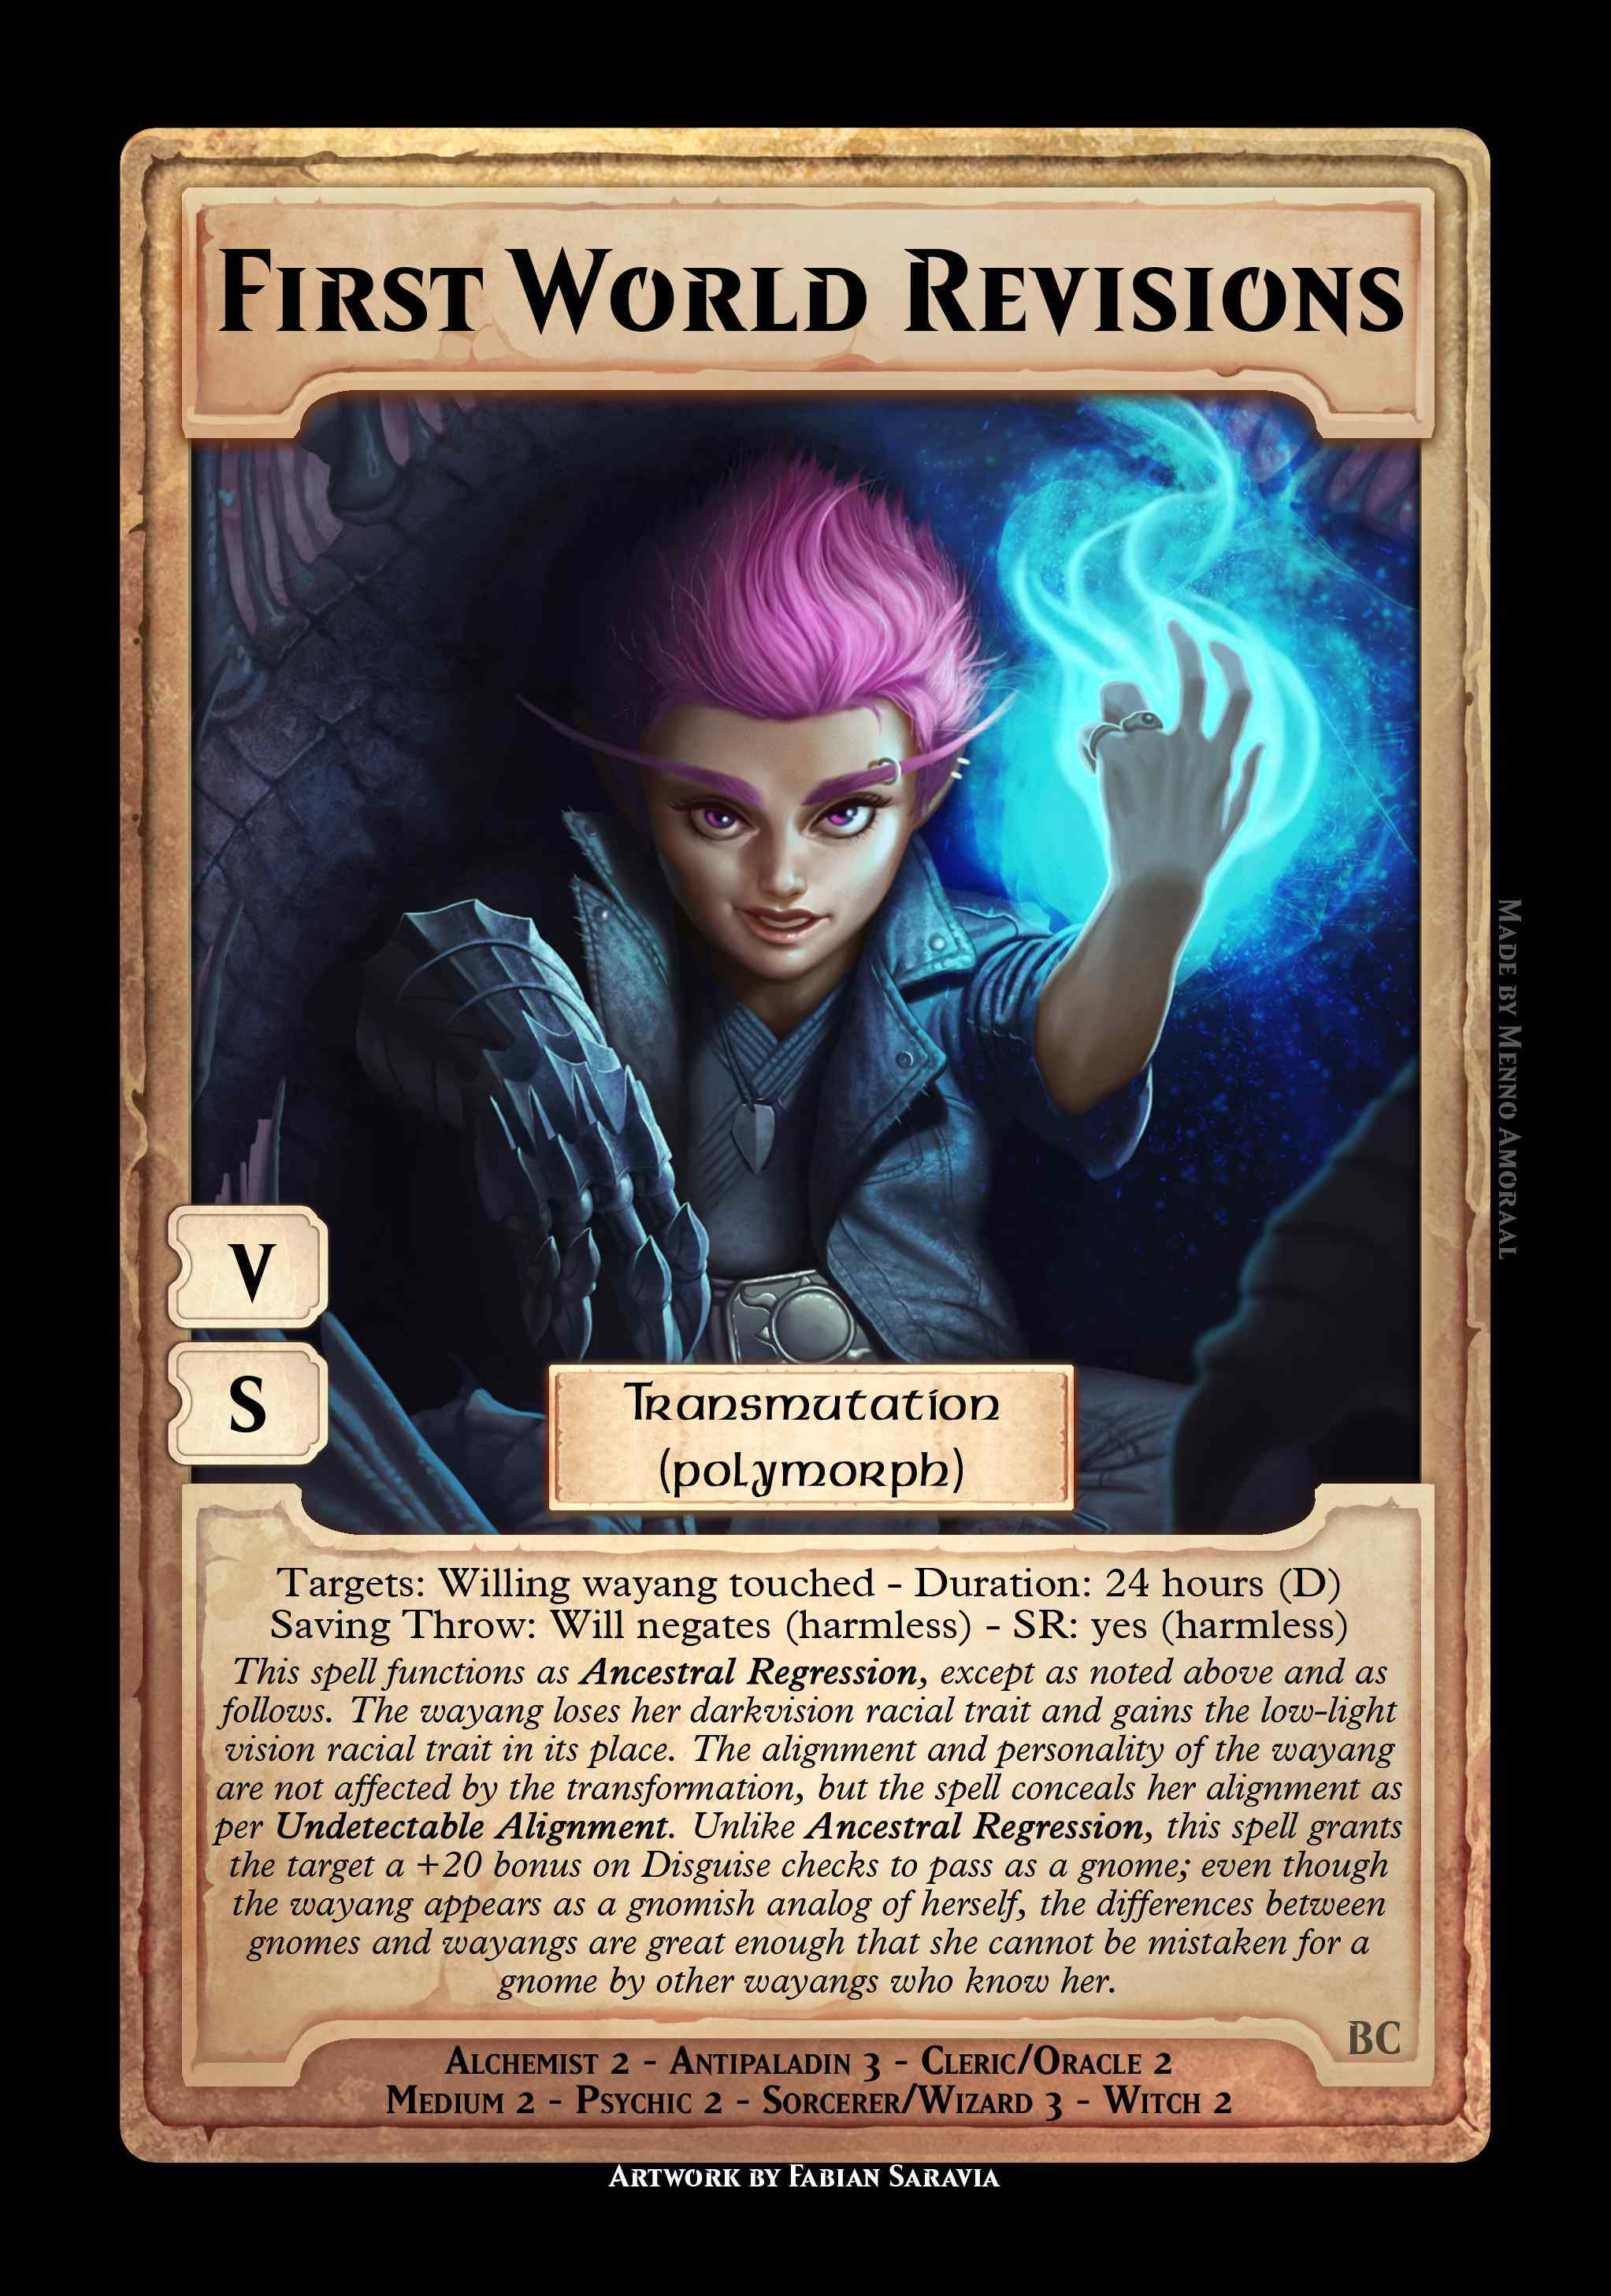 First World Revisions
V
S
Transmutation
(polymorph)
Targets: Willing wayang touched - Duration: 24 hours (D)
Saving Throw: Will negates (harmless) - SR: yes (harmless)
This spell functions as Ancestral Regression, except as noted above and as
follows. The wayang loses her darkvision racial trait and gains the low-light
vision racial trait in its place. The alignment and personality of the wayang
are not affected by the transformation, but the spell conceals her alignment as
per Undetectable Alignment. Unlike Ancestral Regression, this spell grants
the target a +20 bonus on Disguise checks to pass as a gnome; even though
the wayang appears as a gnomish analog of herself, the differences between
gnomes and wayangs are great enough that she cannot be mistaken for a
gnome by other wayangs who know her.
BC
Alchemist 2 - Antipaladin 3 - Cleric/Oracle 2
Medium 2 - Psychic 2 - Sorcerer/Wizard 3 - Witch 2
Artwork by Fabian Saravia
Made by Menno Amoraal